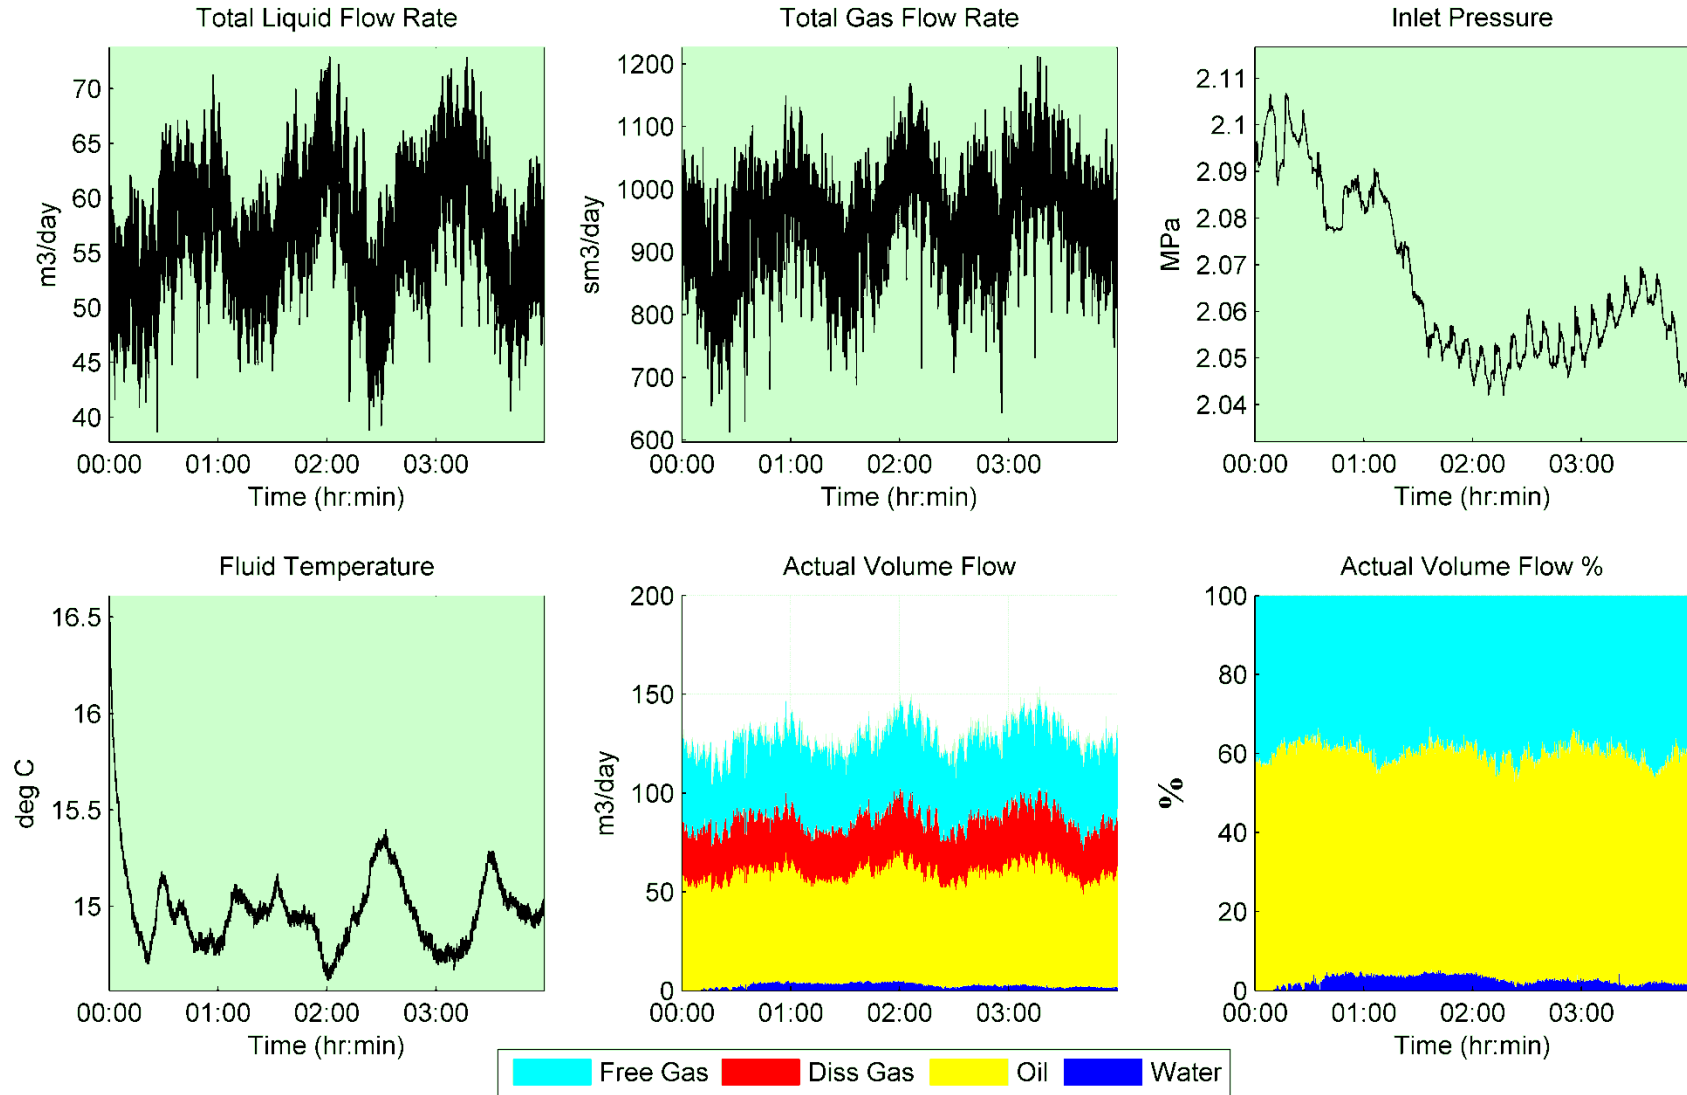 Total Liquid Flow Rate
Total Gas Flow Rate
Inlet Pressure
70
65
60
55
50
45
40
m3/day
00:00 01:00 02:00 03:00
Time (hr:min)
1200
1100
1000
900
800
700
600
sm3/day
00:00 01:00 02:00 03:00
Time (hr:min)
2.11
2.1
2.09
2.08
2.07
2.06
2.05
2.04
MPa
00:00 01:00 02:00 03:00
Time (hr:min)
Fluid Temperature
Actual Volume Flow
Actual Volume Flow %
16.5
16
15.5
15
deg C
00:00 01:00 02:00 03:00
Time (hr:min)
200
150
100
50
0
m3/day
00:00 01:00 02:00 03:00
100
80
60
40
20
0
%
00:00 01:00 02:00 03:00
Time (hr:min)
Free Gas Diss Gas Oil Water